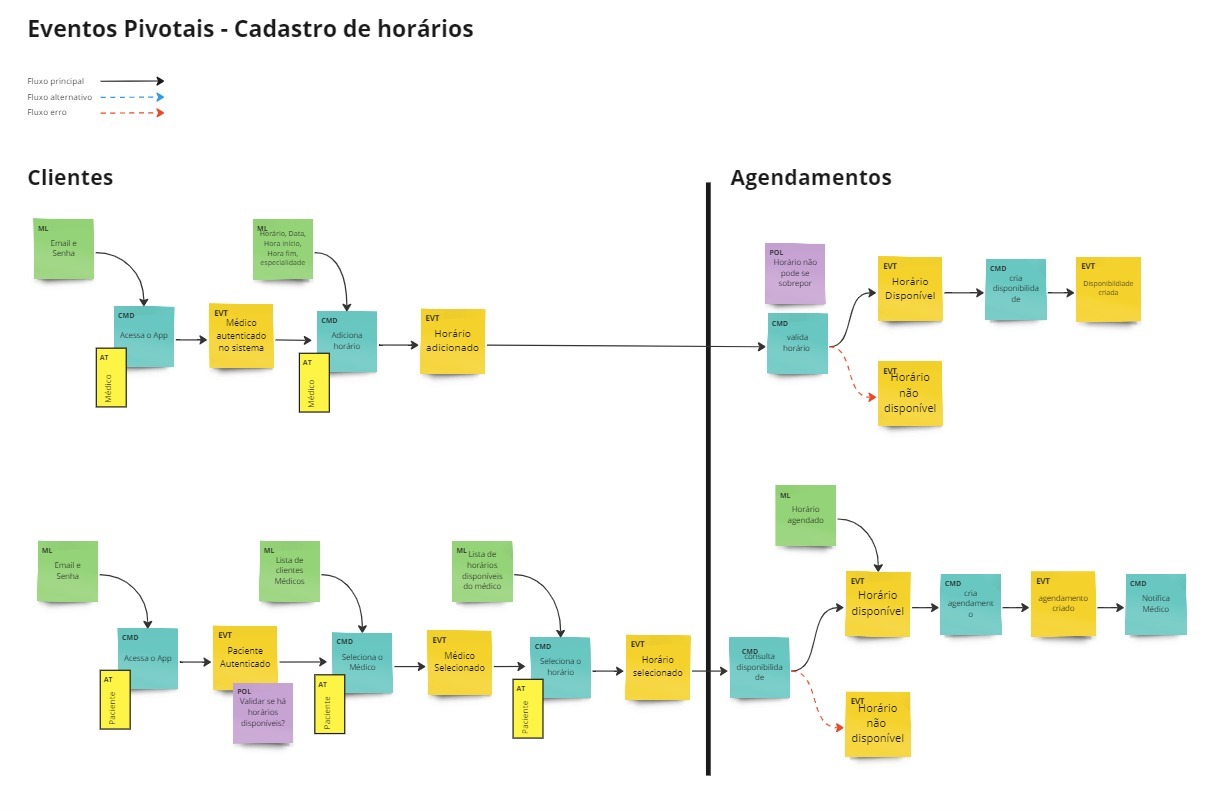 Eventos Pivotais - Cadastro de horários
Fluxo principal
Fluxo alternativo
Fluxo erro
Clientes
Agendamentos
ML
Email e
Senha
CMD
Acessa o App
AT
Médico
EVT
Médico
autenticado
no sistema
ML
Horário, Data,
Hora início,
Hora fim,
especialidade
CMD
Adiciona
horário
AT
Médico
EVT
Horário
adicionado
POL
Horário não
pode se
sobrepor
CMD
valida
horário
EVT
Horário
Disponível
CMD
cria
disponibilida
de
EVT
Disponibildiade
criada
EVT
Horário
não
disponível
ML
Email e
Senha
CMD
Acessa o App
AT
Paciente
EVT
Paciente
Autenticado
POL
Validar se há
horários
disponíveis?
ML
Lista de
clientes
Médicos
CMD
Seleciona o
Médico
AT
Paciente
EVT
Médico
Selecionado
ML
Lista de
horários
disponíveis
do médico
CMD
Seleciona o
horário
AT
Paciente
EVT
Horário
selecionado
CMD
consulta
disponibilida
de
ML
Horário
agendado
EVT
Horário
disponível
CMD
cria
agendament
o
EVT
agendamento
criado
CMD
Notifica
Médico
EVT
Horário
não
disponível